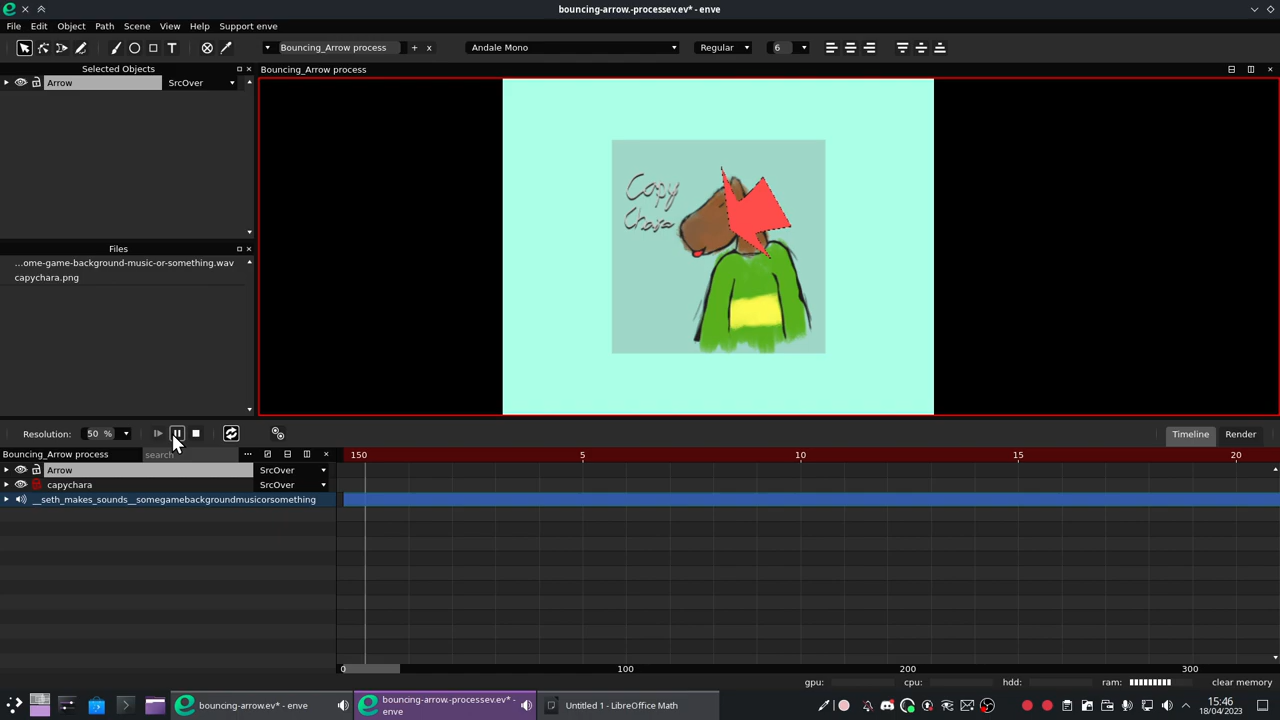 bouncing-arrow.-processev.ev* - enve
File Edit Object Path Scene View Help Support enve
Bouncing_Arrow process + x Andale Mono Regular 6
Selected Objects
Bouncing_Arrow process
Arrow SrcOver
Copy
Chara
Files
...ome-game-background-music-or-something.wav
capychara.png
Resolution: 50 % Timeline Render
Bouncing_Arrow process search ... 150 5 10 15 20
Arrow SrcOver
capychara SrcOver
__seth_makes_sounds__somegamebackgroundmusicorsomething
0 100 200 300
gpu: cpu: hdd: ram: clear memory
bouncing-arrow.ev* - enve
bouncing-arrow.-processev.ev* - enve
Untitled 1 - LibreOffice Math
15:46
18/04/2023